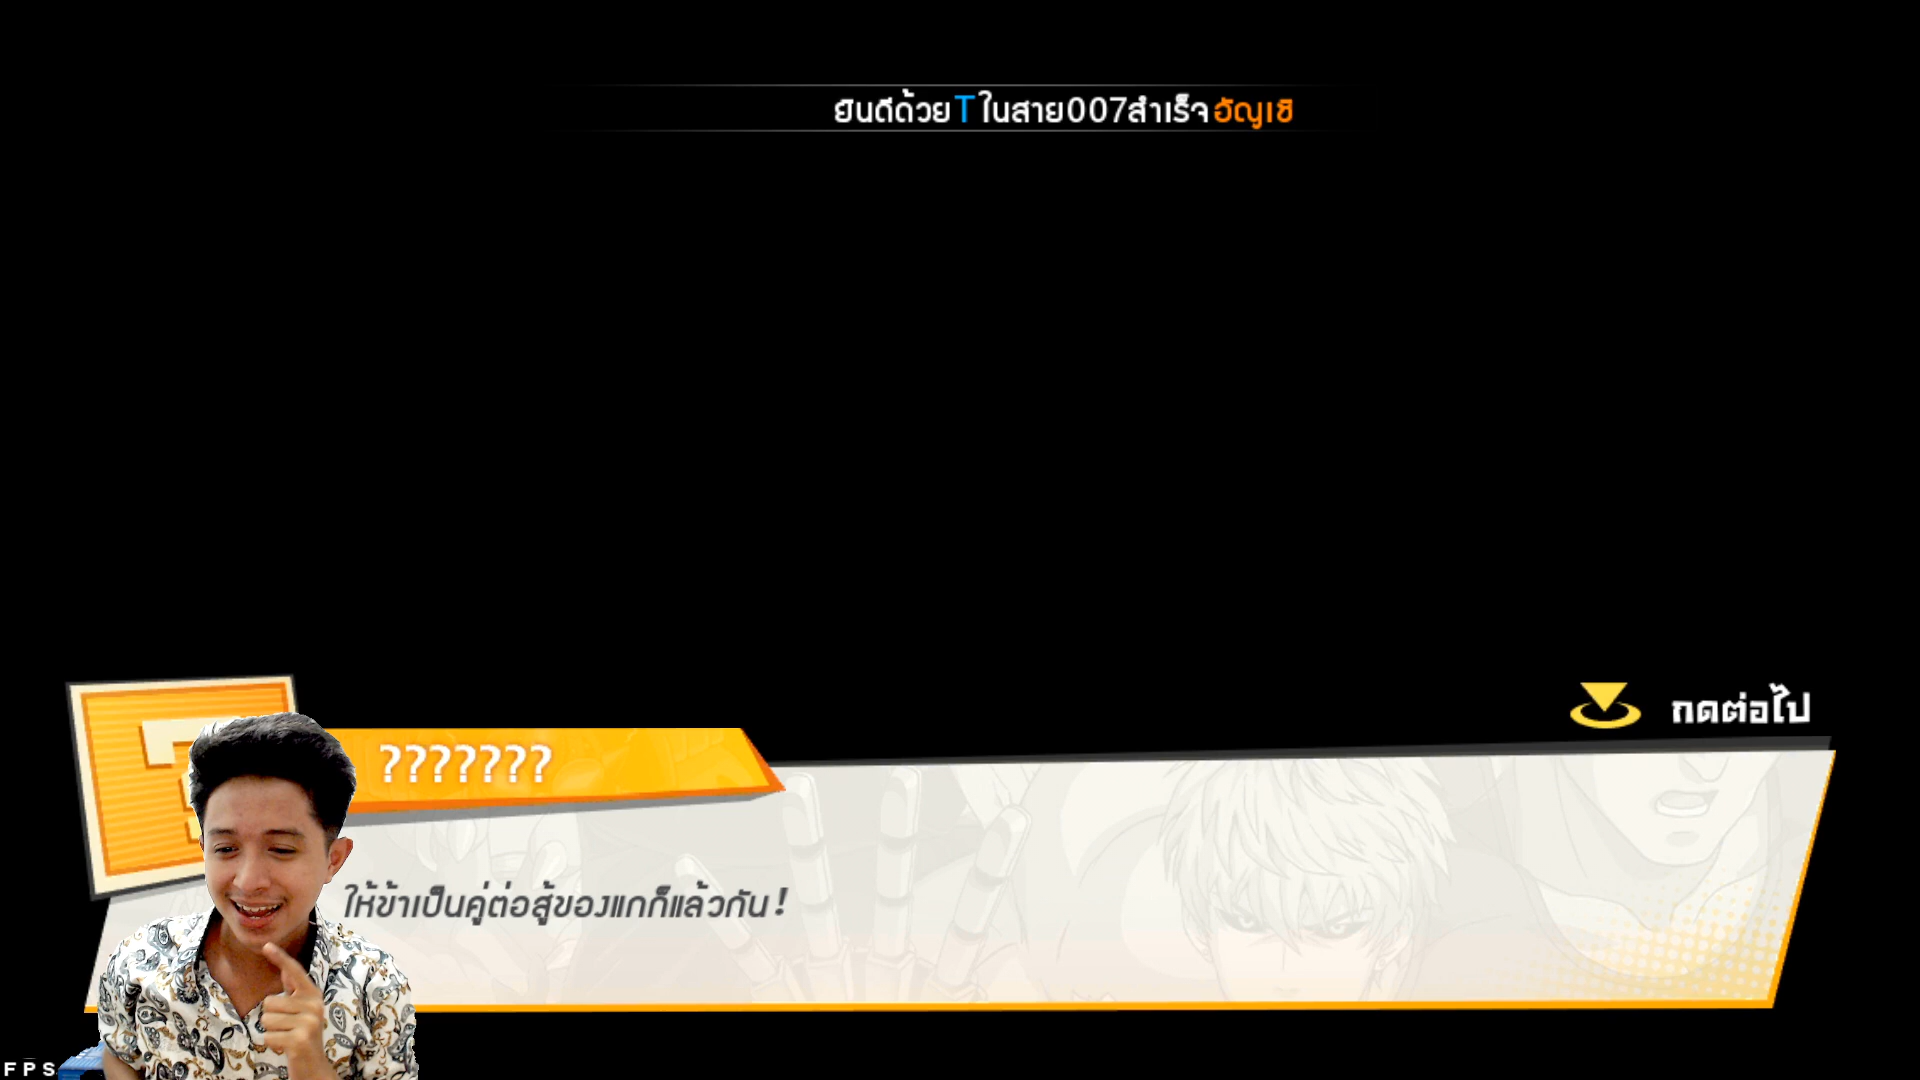 ยินดีด้วยTในสาย007สำเร็จอัญเชิ
กดต่อไป
???????
ให้ข้าเป็นคู่ต่อสู้ของแกก็แล้วกัน!
FPS